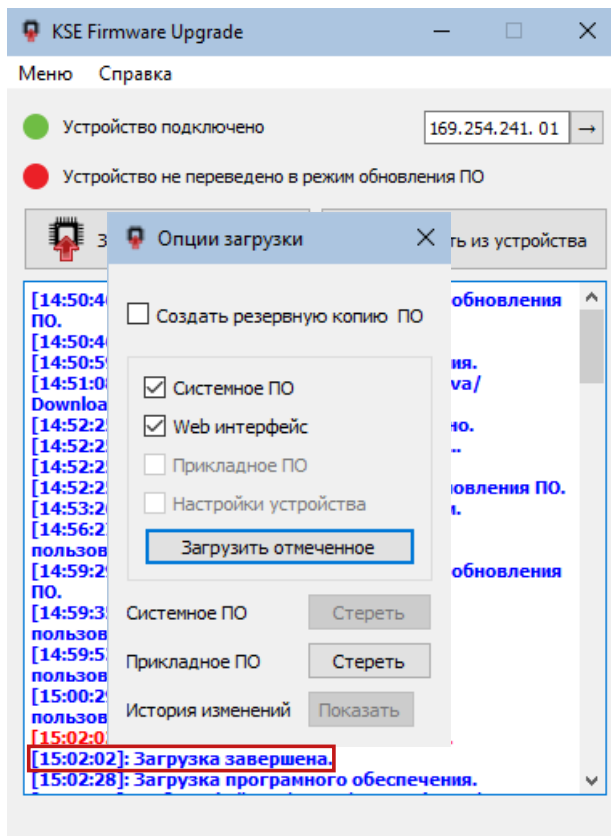 KSE Firmware Upgrade
Меню Справка
Устройство подключено 169.254.241. 01 →
Устройство не переведено в режим обновления ПО
ть из устройства
Опции загрузки
Создать резервную копию ПО
Системное ПО
Web интерфейс
Прикладное ПО
Настройки устройства
Загрузить отмеченное
Системное ПО Стереть
Прикладное ПО Стереть
История изменений Показать
[14:50:4 обновления
ПО.
[14:50:4
[14:50:5 ия.
[14:51:0 va/
Downloa
[14:52:2 но.
[14:52:2 ..
[14:52:2
[14:52:2 новления ПО.
[14:53:2
[14:56:2
пользов
[14:59:2 обновления
ПО.
[14:59:3
пользов
[14:59:5
пользов
[15:00:2
пользов
[15:02:0
[15:02:02]: Загрузка завершена.
[15:02:28]: Загрузка програмного обеспечения.